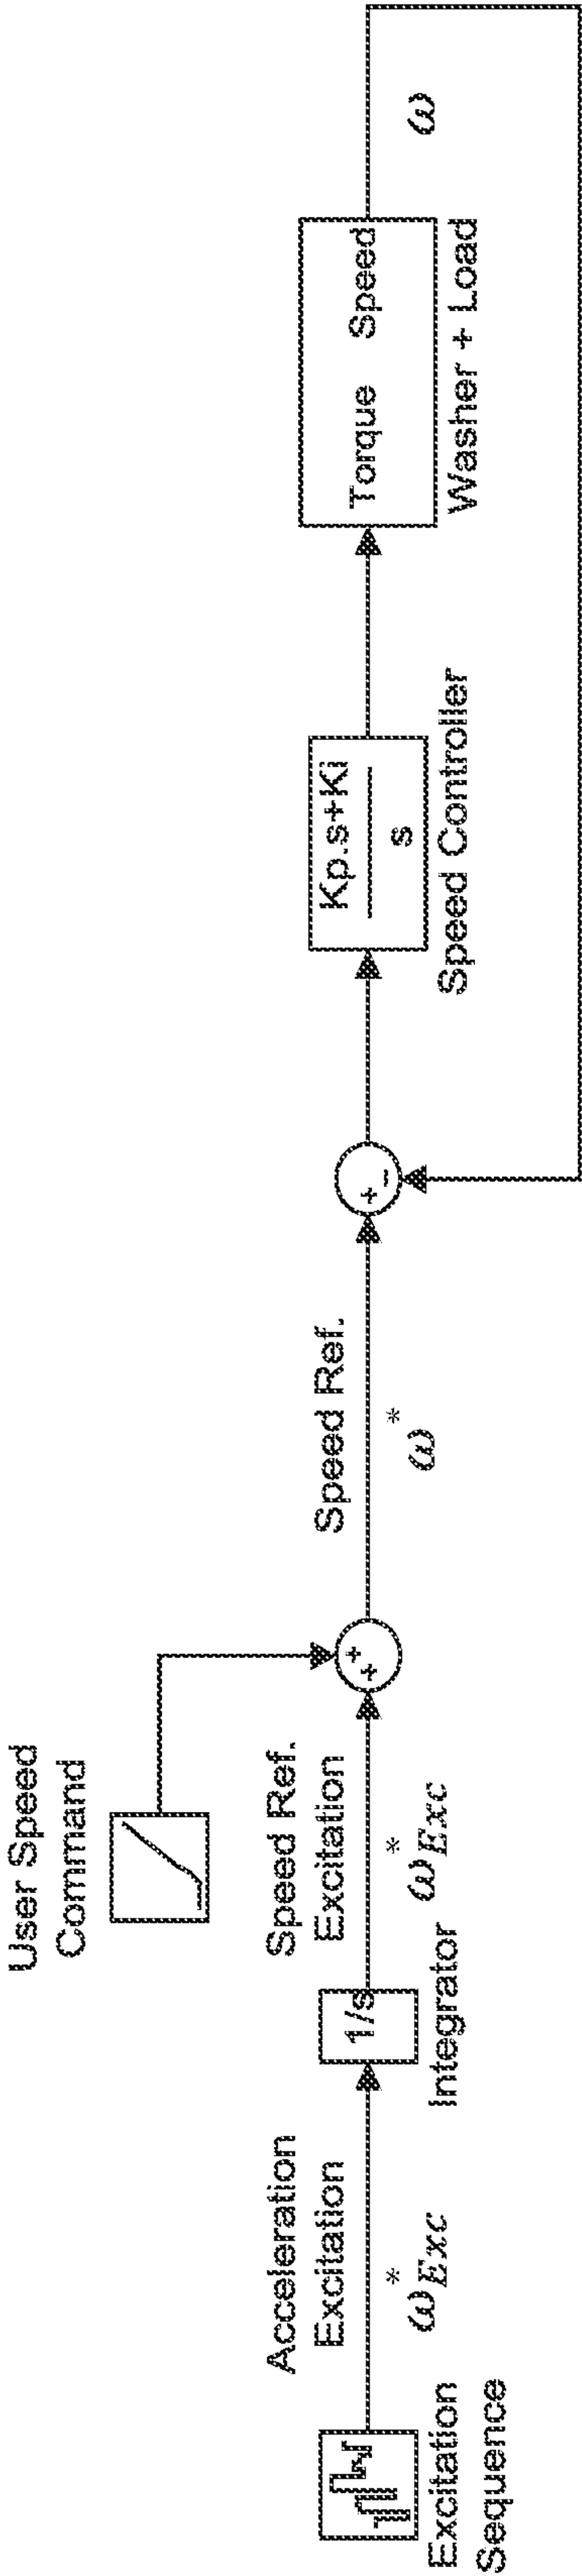 User Speed
Command
Acceleration
Excitation
ω*Exc
Excitation
Sequence
1/s
Integrator
Speed Ref.
Excitation
ω*Exc
+
+
Speed Ref.
ω*
+
-
Kp.s+Ki
s
Speed Controller
Torque Speed
Washer + Load
ω